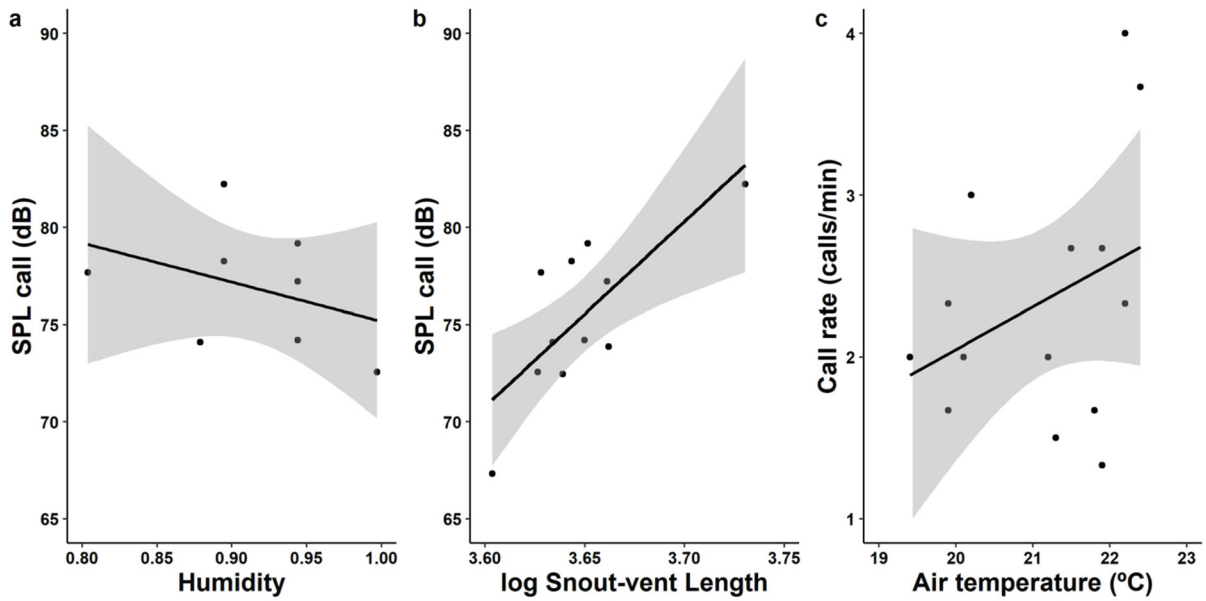 a
90
85
80
75
70
65
SPL call (dB)
0.80 0.85 0.90 0.95 1.00
Humidity
b
90
85
80
75
70
65
SPL call (dB)
3.60 3.65 3.70 3.75
log Snout-vent Length
c
4
3
2
1
Call rate (calls/min)
19 20 21 22 23
Air temperature (ºC)